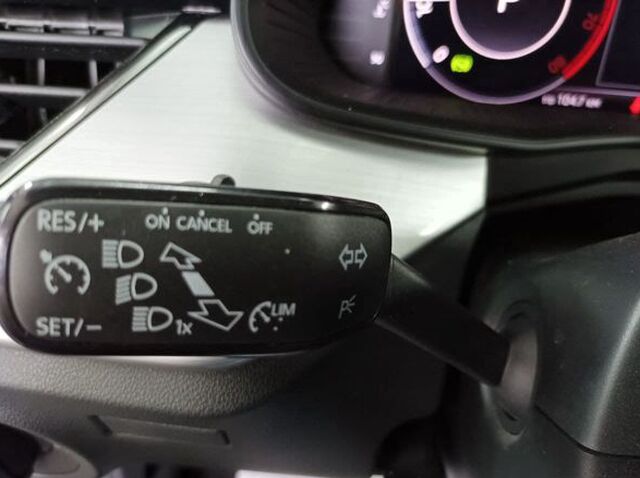 P
RES/+ ON CANCEL OFF
LIM
SET/- 1x